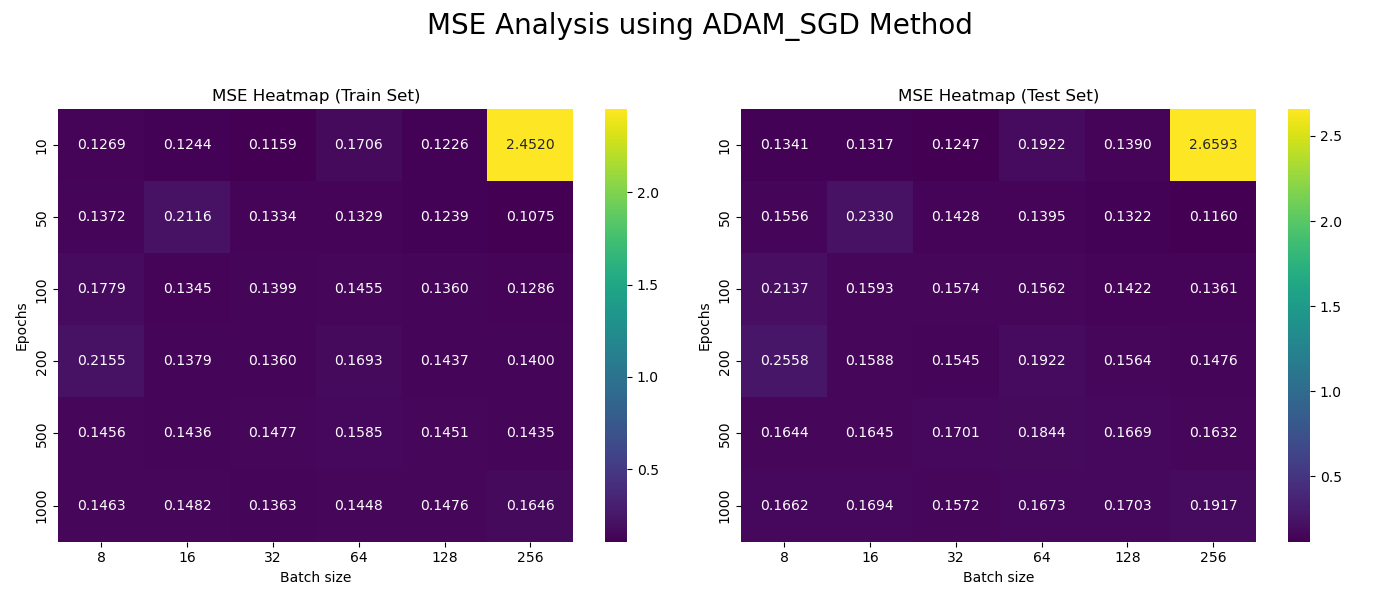 MSE Analysis using ADAM_SGD Method
MSE Heatmap (Train Set)
Epochs
10 0.1269 0.1244 0.1159 0.1706 0.1226 2.4520
50 0.1372 0.2116 0.1334 0.1329 0.1239 0.1075
100 0.1779 0.1345 0.1399 0.1455 0.1360 0.1286
200 0.2155 0.1379 0.1360 0.1693 0.1437 0.1400
500 0.1456 0.1436 0.1477 0.1585 0.1451 0.1435
1000 0.1463 0.1482 0.1363 0.1448 0.1476 0.1646
8 16 32 64 128 256
Batch size
2.0
1.5
1.0
0.5
MSE Heatmap (Test Set)
Epochs
10 0.1341 0.1317 0.1247 0.1922 0.1390 2.6593
50 0.1556 0.2330 0.1428 0.1395 0.1322 0.1160
100 0.2137 0.1593 0.1574 0.1562 0.1422 0.1361
200 0.2558 0.1588 0.1545 0.1922 0.1564 0.1476
500 0.1644 0.1645 0.1701 0.1844 0.1669 0.1632
1000 0.1662 0.1694 0.1572 0.1673 0.1703 0.1917
8 16 32 64 128 256
Batch size
2.5
2.0
1.5
1.0
0.5